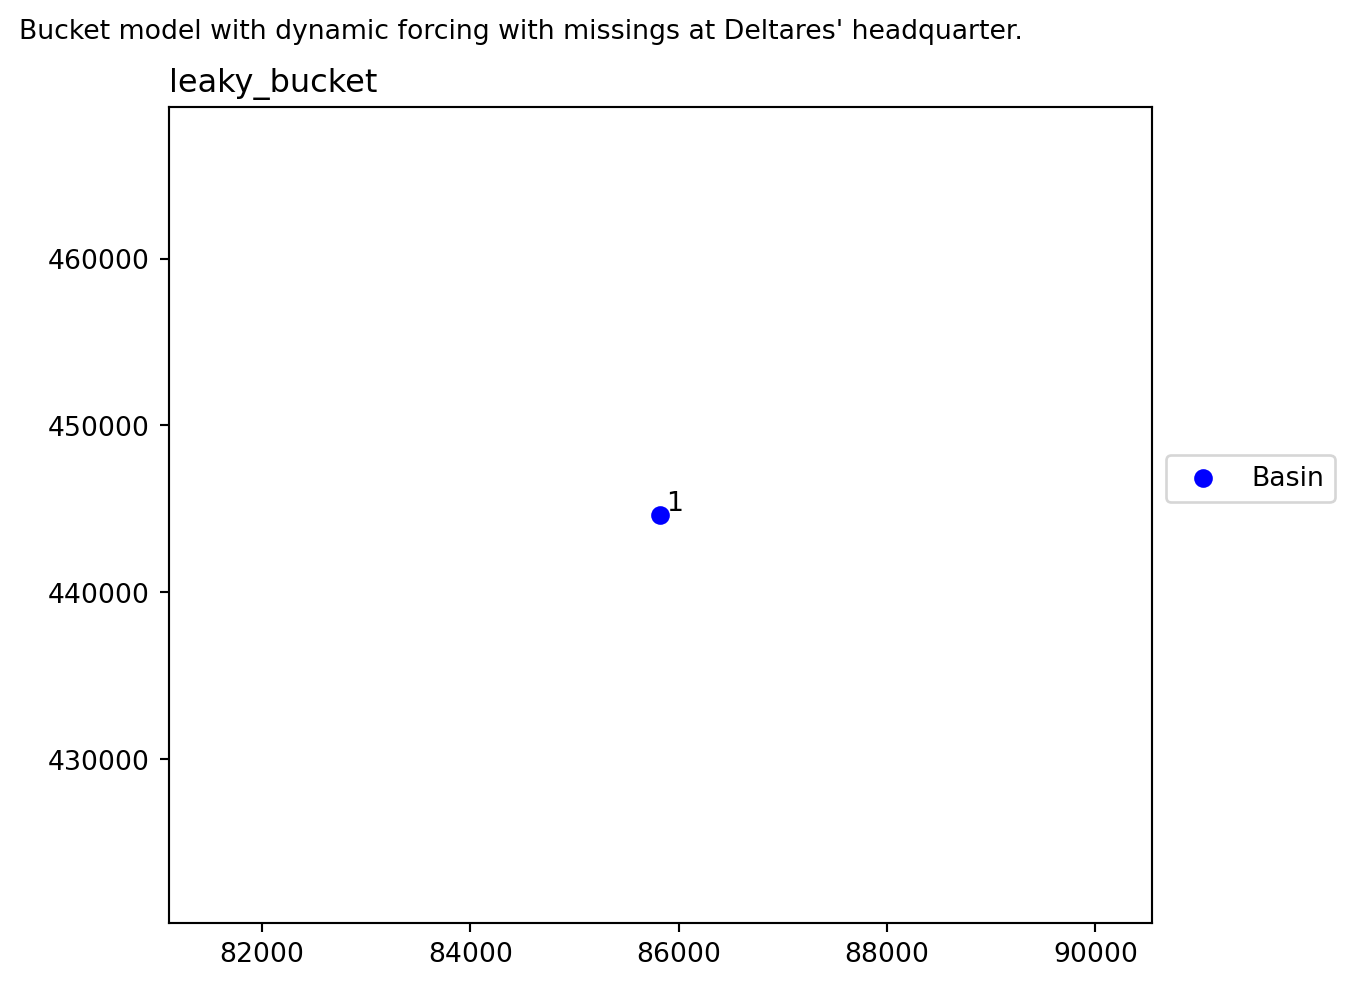 Bucket model with dynamic forcing with missings at Deltares' headquarter.
leaky_bucket
460000
450000
440000
430000
1
Basin
82000 84000 86000 88000 90000